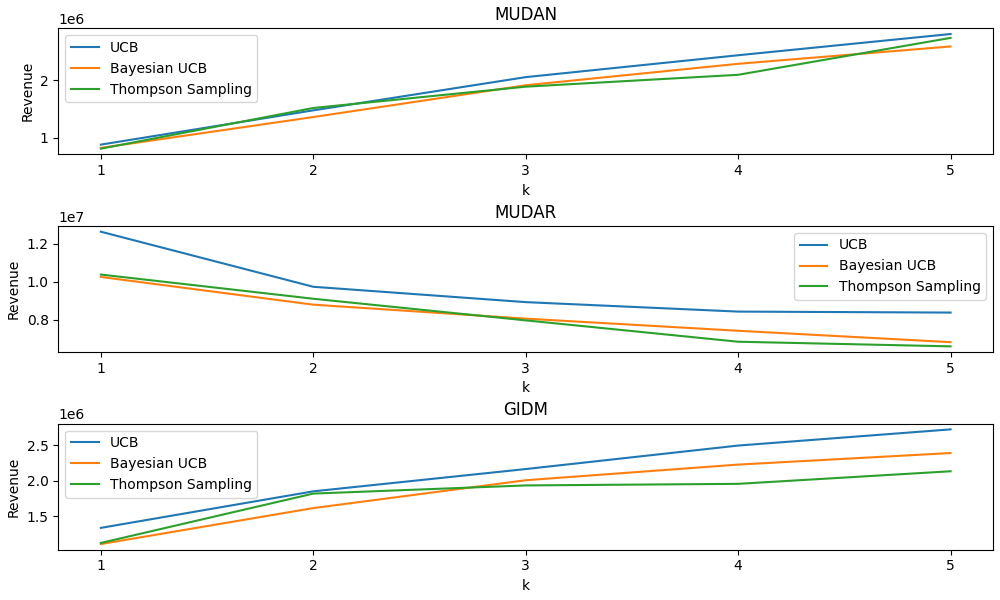 MUDAN
1e6
UCB
Bayesian UCB
Thompson Sampling
Revenue
2
1
1 2 3 4 5
k
MUDAR
1e7
UCB
Bayesian UCB
Thompson Sampling
Revenue
1.2
1.0
0.8
1 2 3 4 5
k
GIDM
1e6
UCB
Bayesian UCB
Thompson Sampling
Revenue
2.5
2.0
1.5
1 2 3 4 5
k